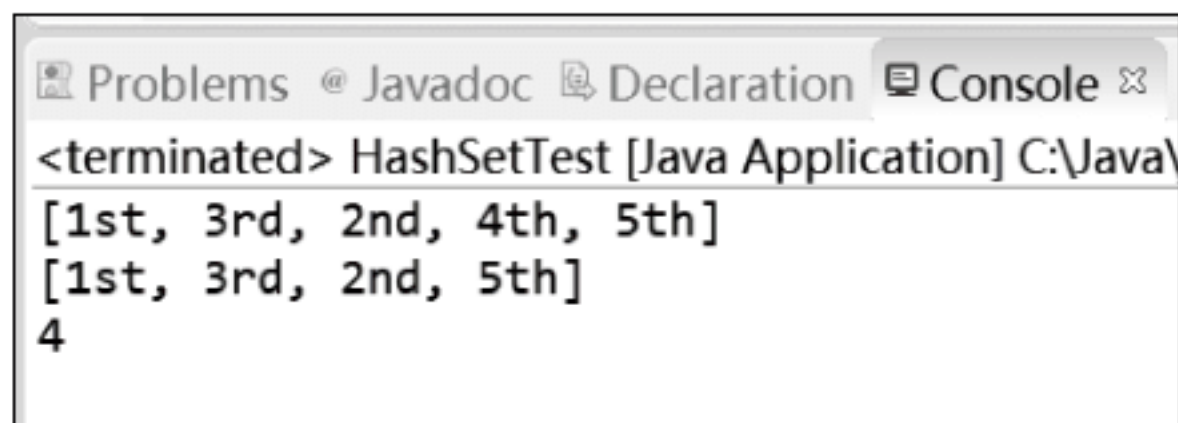 Problems @ Javadoc Declaration Console
<terminated> HashSetTest [Java Application] C:\Java\
[1st, 3rd, 2nd, 4th, 5th]
[1st, 3rd, 2nd, 5th]
4